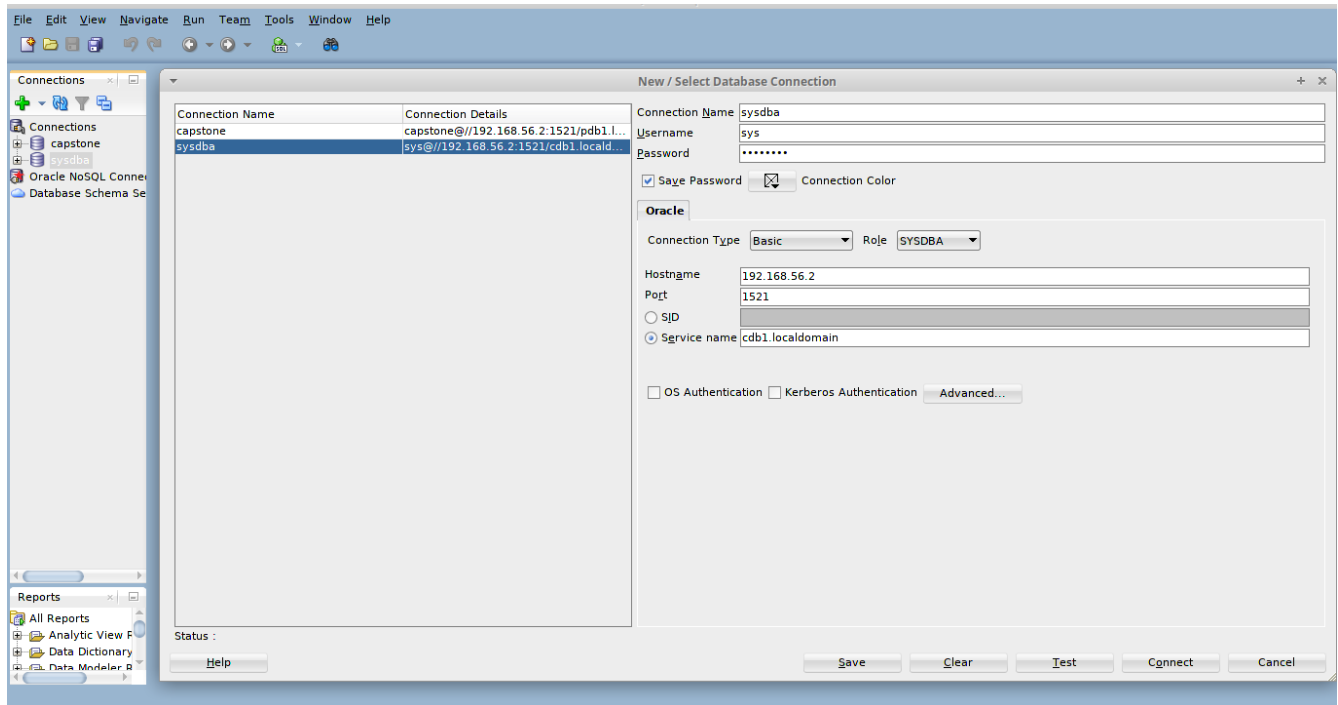 File Edit View Navigate Run Team Tools Window Help
Connections
Connections
capstone
sysdba
Oracle NoSQL Conne
Database Schema Se
Reports
All Reports
Analytic View
Data Dictionary
Data Modeler R
New / Select Database Connection
Connection Name Connection Details
capstone capstone@//192.168.56.2:1521/pdb1.l...
sysdba sys@//192.168.56.2:1521/cdb1.locald...
Connection Name sysdba
Username sys
Password ••••••••
Save Password Connection Color
Oracle
Connection Type Basic Role SYSDBA
Hostname 192.168.56.2
Port 1521
SID
Service name cdb1.localdomain
OS Authentication Kerberos Authentication Advanced...
Status :
Help Save Clear Test Connect Cancel